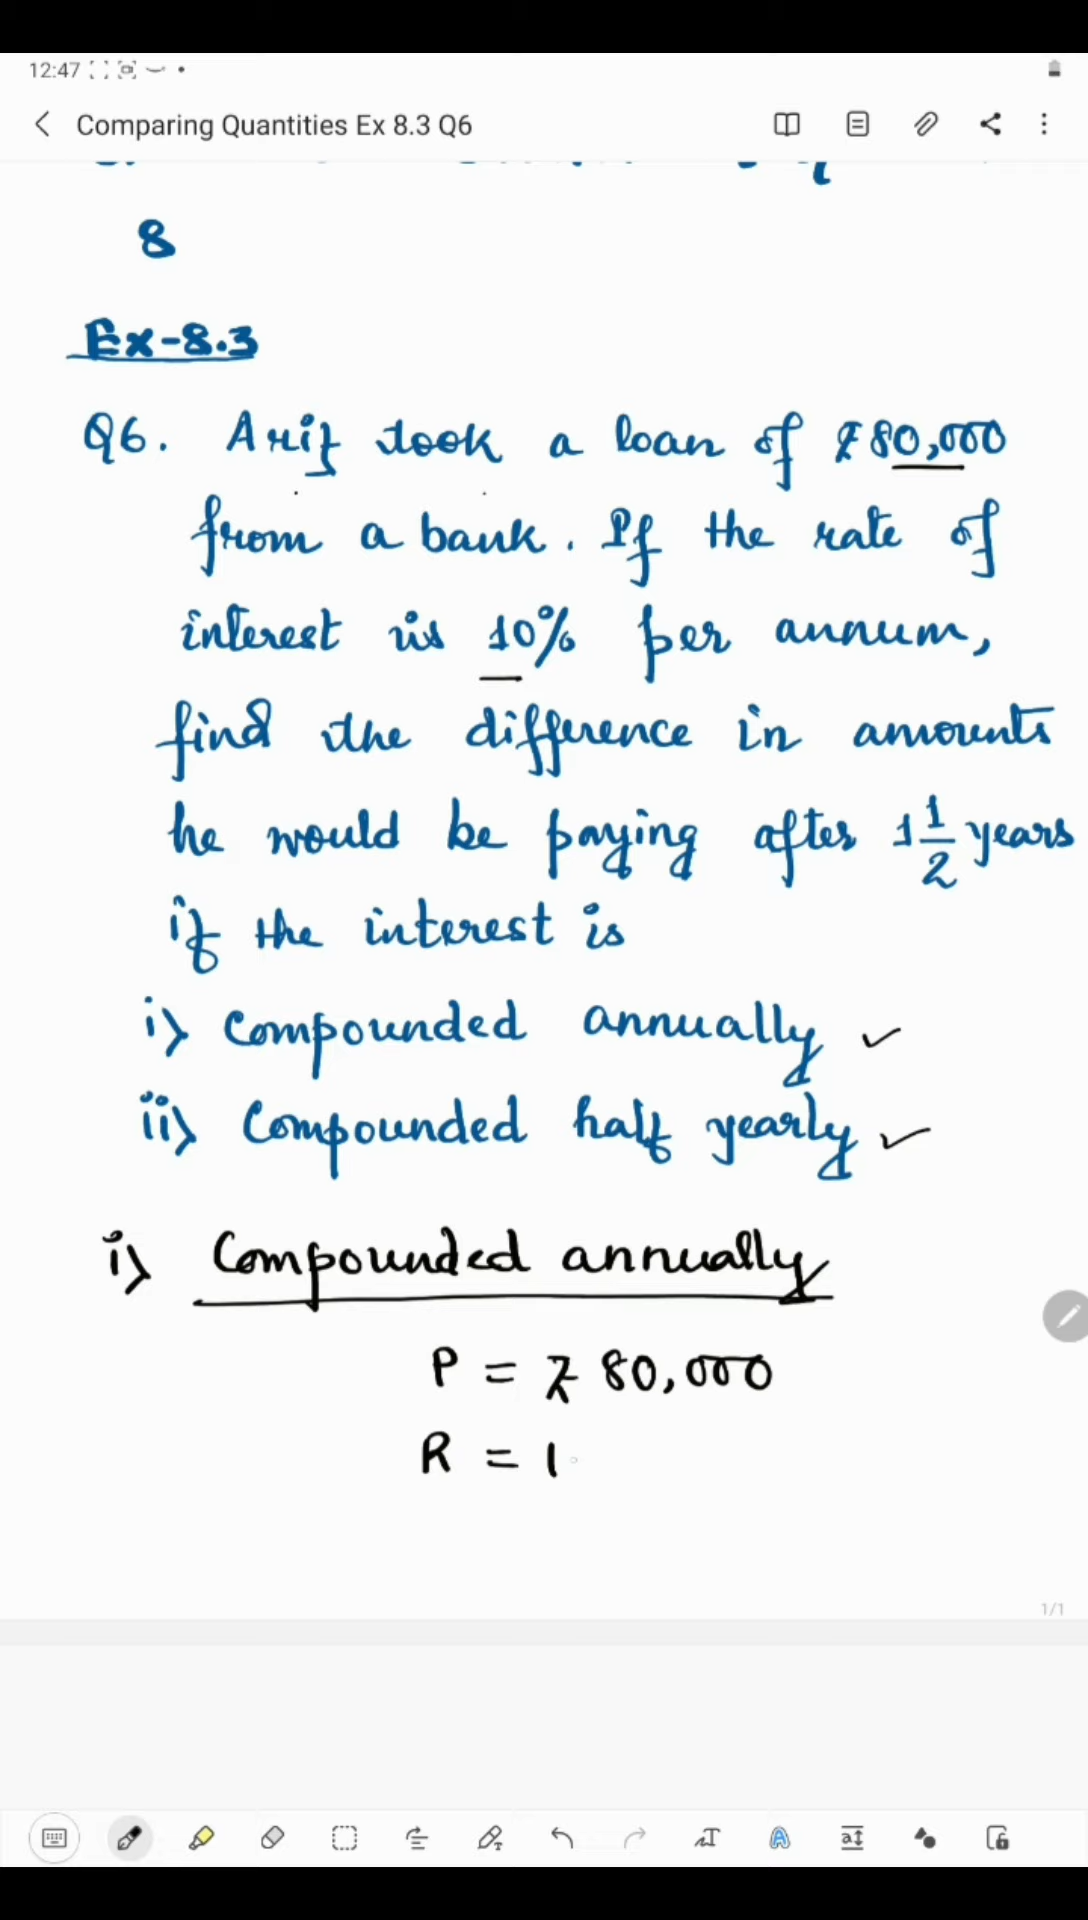 12:47
Comparing Quantities Ex 8.3 Q6
8
Ex-8.3
Q6. Arif took a loan of ₹80,000
from a bank. If the rate of
interest is 10% per annum,
find the difference in amounts
he would be paying after 1 1/2 years
if the interest is
i) Compounded annually ✓
ii) Compounded half yearly ✓
i) Compounded annually
P = ₹ 80,000
R = 1
1/1